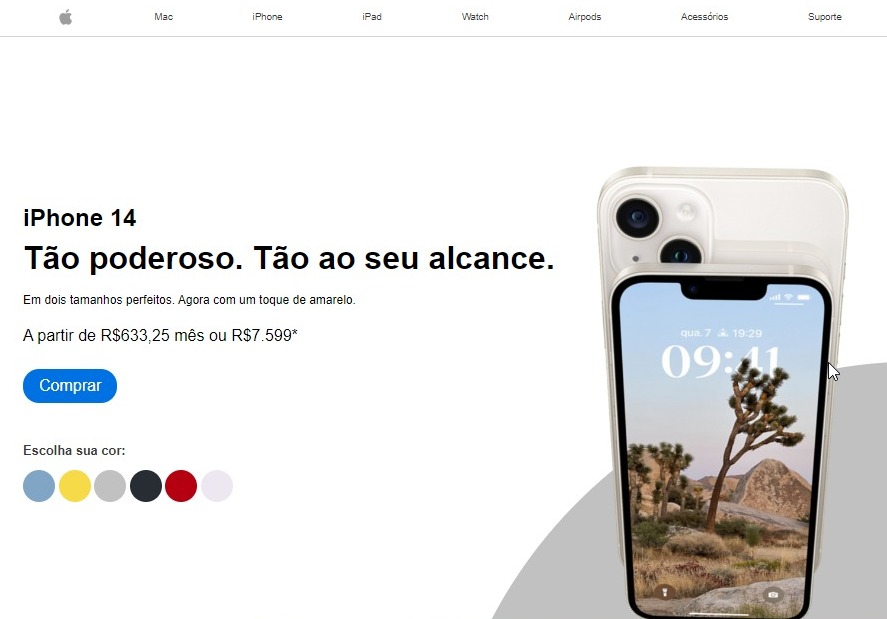 Mac iPhone iPad Watch Airpods Acessórios Suporte
iPhone 14
Tão poderoso. Tão ao seu alcance.
Em dois tamanhos perfeitos. Agora com um toque de amarelo.
A partir de R$633,25 mês ou R$7.599*
Comprar
Escolha sua cor:
qua. 7 19:29
09:41